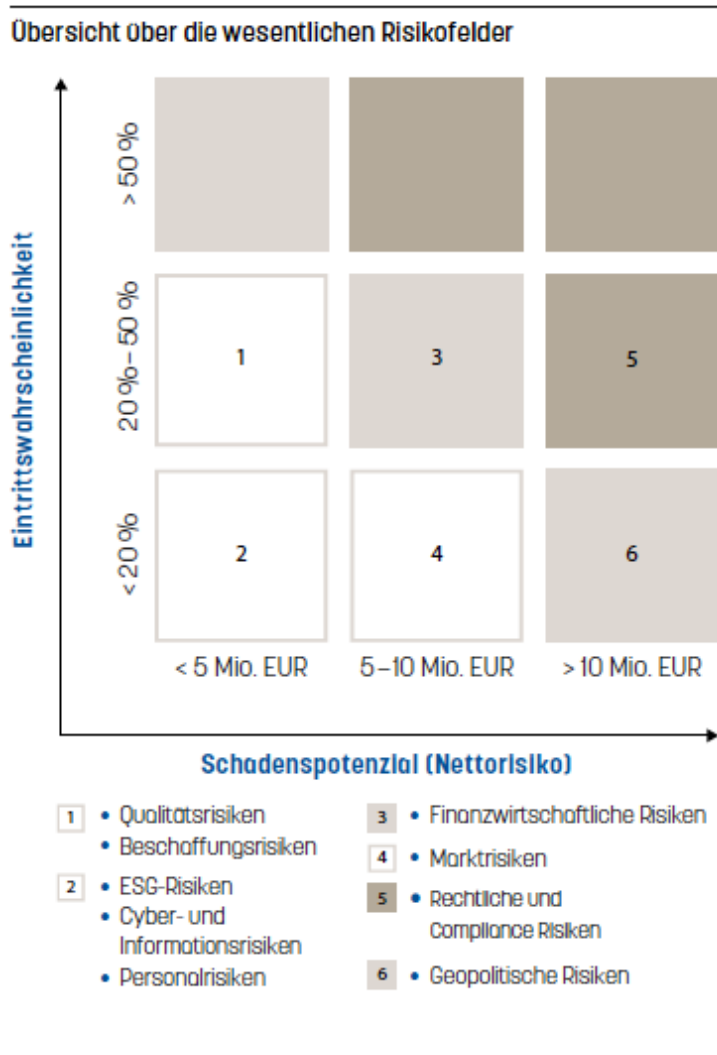 Übersicht über die wesentlichen Risikofelder
Eintrittswahrscheinlichkeit
> 50 %
20 %– 50 %
1
3
5
< 20 %
2
4
6
< 5 Mio. EUR
5–10 Mio. EUR
> 10 Mio. EUR
Schadenspotenzial (Nettorisiko)
1 • Qualitätsrisiken
• Beschaffungsrisiken
2 • ESG-Risiken
• Cyber- und
Informationsrisiken
• Personalrisiken
3 • Finanzwirtschaftliche Risiken
4 • Marktrisiken
5 • Rechtliche und
Compliance Risiken
6 • Geopolitische Risiken